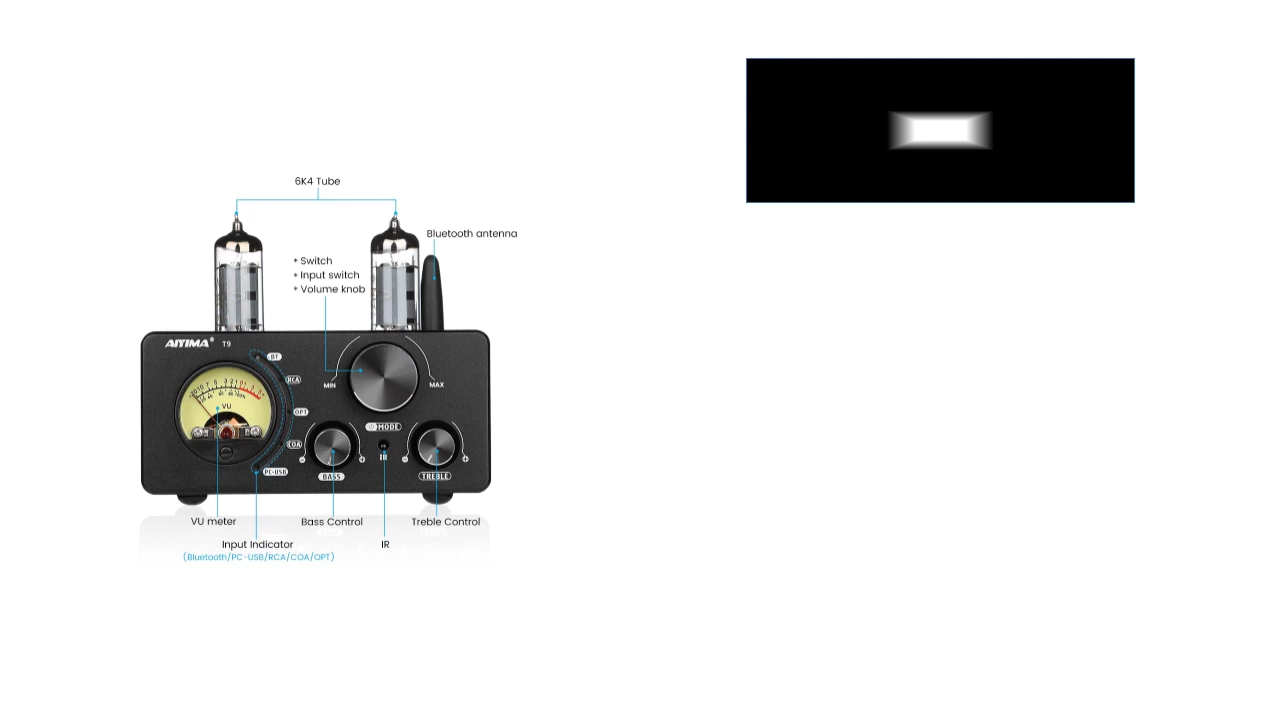 6K4 Tube
Bluetooth antenna
* Switch
* Input switch
* Volume knob
AIYIMA® T9
BT
RCA
MIN
MAX
VU
OPT
MODE
COA
IR
PC-USB
BASS
TREBLE
VU meter
Bass Control
Treble Control
Input Indicator
IR
(Bluetooth/PC-USB/RCA/COA/OPT)